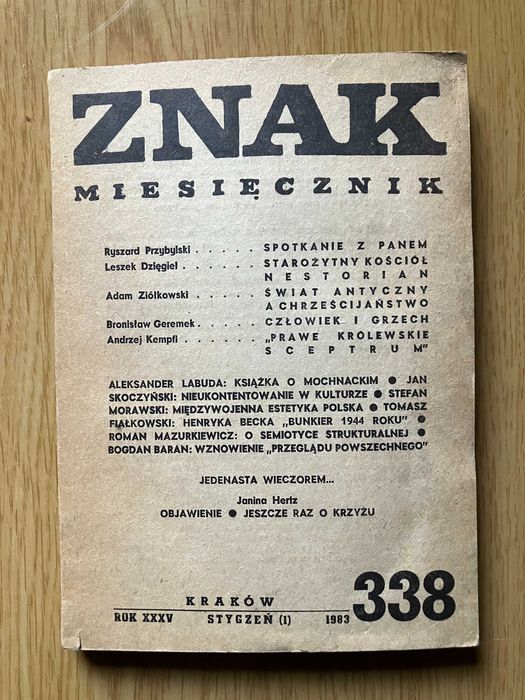 ZNAK
MIESIĘCZNIK
Ryszard Przybylski . . . . . . SPOTKANIE Z PANEM
Leszek Dzięgiel . . . . . . . STAROŻYTNY KOŚCIÓŁ
NESTORIAN
Adam Ziółkowski . . . . . . ŚWIAT ANTYCZNY
A CHRZEŚCIJAŃSTWO
Bronisław Geremek . . . . . . CZŁOWIEK I GRZECH
Andrzej Kempfi . . . . . . . „PRAWE KRÓLEWSKIE
SCEPTRUM"
ALEKSANDER LABUDA: KSIĄŻKA O MOCHNACKIM ● JAN
SKOCZYŃSKI: NIEUKONTENTOWANIE W KULTURZE ● STEFAN
MORAWSKI: MIĘDZYWOJENNA ESTETYKA POLSKA ● TOMASZ
FIAŁKOWSKI: HENRYKA BECKA „BUNKIER 1944 ROKU" ●
ROMAN MAZURKIEWICZ: O SEMIOTYCE STRUKTURALNEJ ●
BOGDAN BARAN: WZNOWIENIE „PRZEGLĄDU POWSZECHNEGO"
JEDENASTA WIECZOREM...
Janina Hertz
OBJAWIENIE ● JESZCZE RAZ O KRZYŻU
KRAKÓW
ROK XXXV STYCZEŃ (1) 1983 338